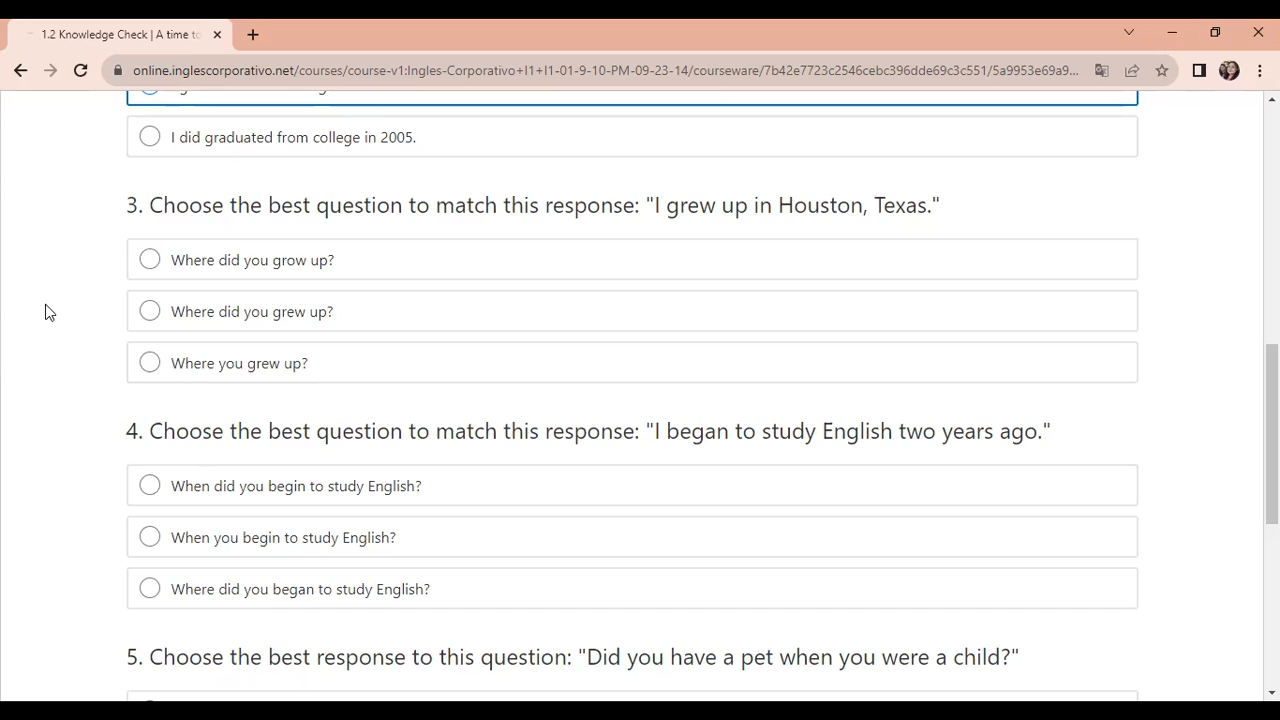 1.2 Knowledge Check | A time to
online.inglescorporativo.net/courses/course-v1:Ingles-Corporativo+I1+I1-01-9-10-PM-09-23-14/courseware/7b42e7723c2546cebc396dde69c3c551/5a9953e69a9...
I did graduated from college in 2005.
3. Choose the best question to match this response: "I grew up in Houston, Texas."
Where did you grow up?
Where did you grew up?
Where you grew up?
4. Choose the best question to match this response: "I began to study English two years ago."
When did you begin to study English?
When you begin to study English?
Where did you began to study English?
5. Choose the best response to this question: "Did you have a pet when you were a child?"